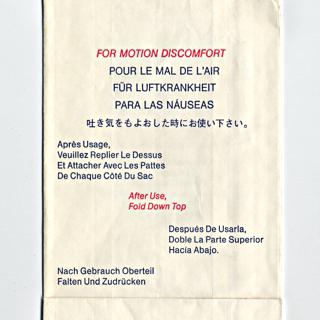 FOR MOTION DISCOMFORT
POUR LE MAL DE L'AIR
FÜR LUFTKRANKHEIT
PARA LAS NÁUSEAS
吐き気をもよおした時にお使い下さい。
Après Usage,
Veuillez Replier Le Dessus
Et Attacher Avec Les Pattes
De Chaque Côté Du Sac
After Use,
Fold Down Top
Después De Usarla,
Doble La Parte Superior
Hacía Abajo.
Nach Gebrauch Oberteil
Falten Und Zudrücken